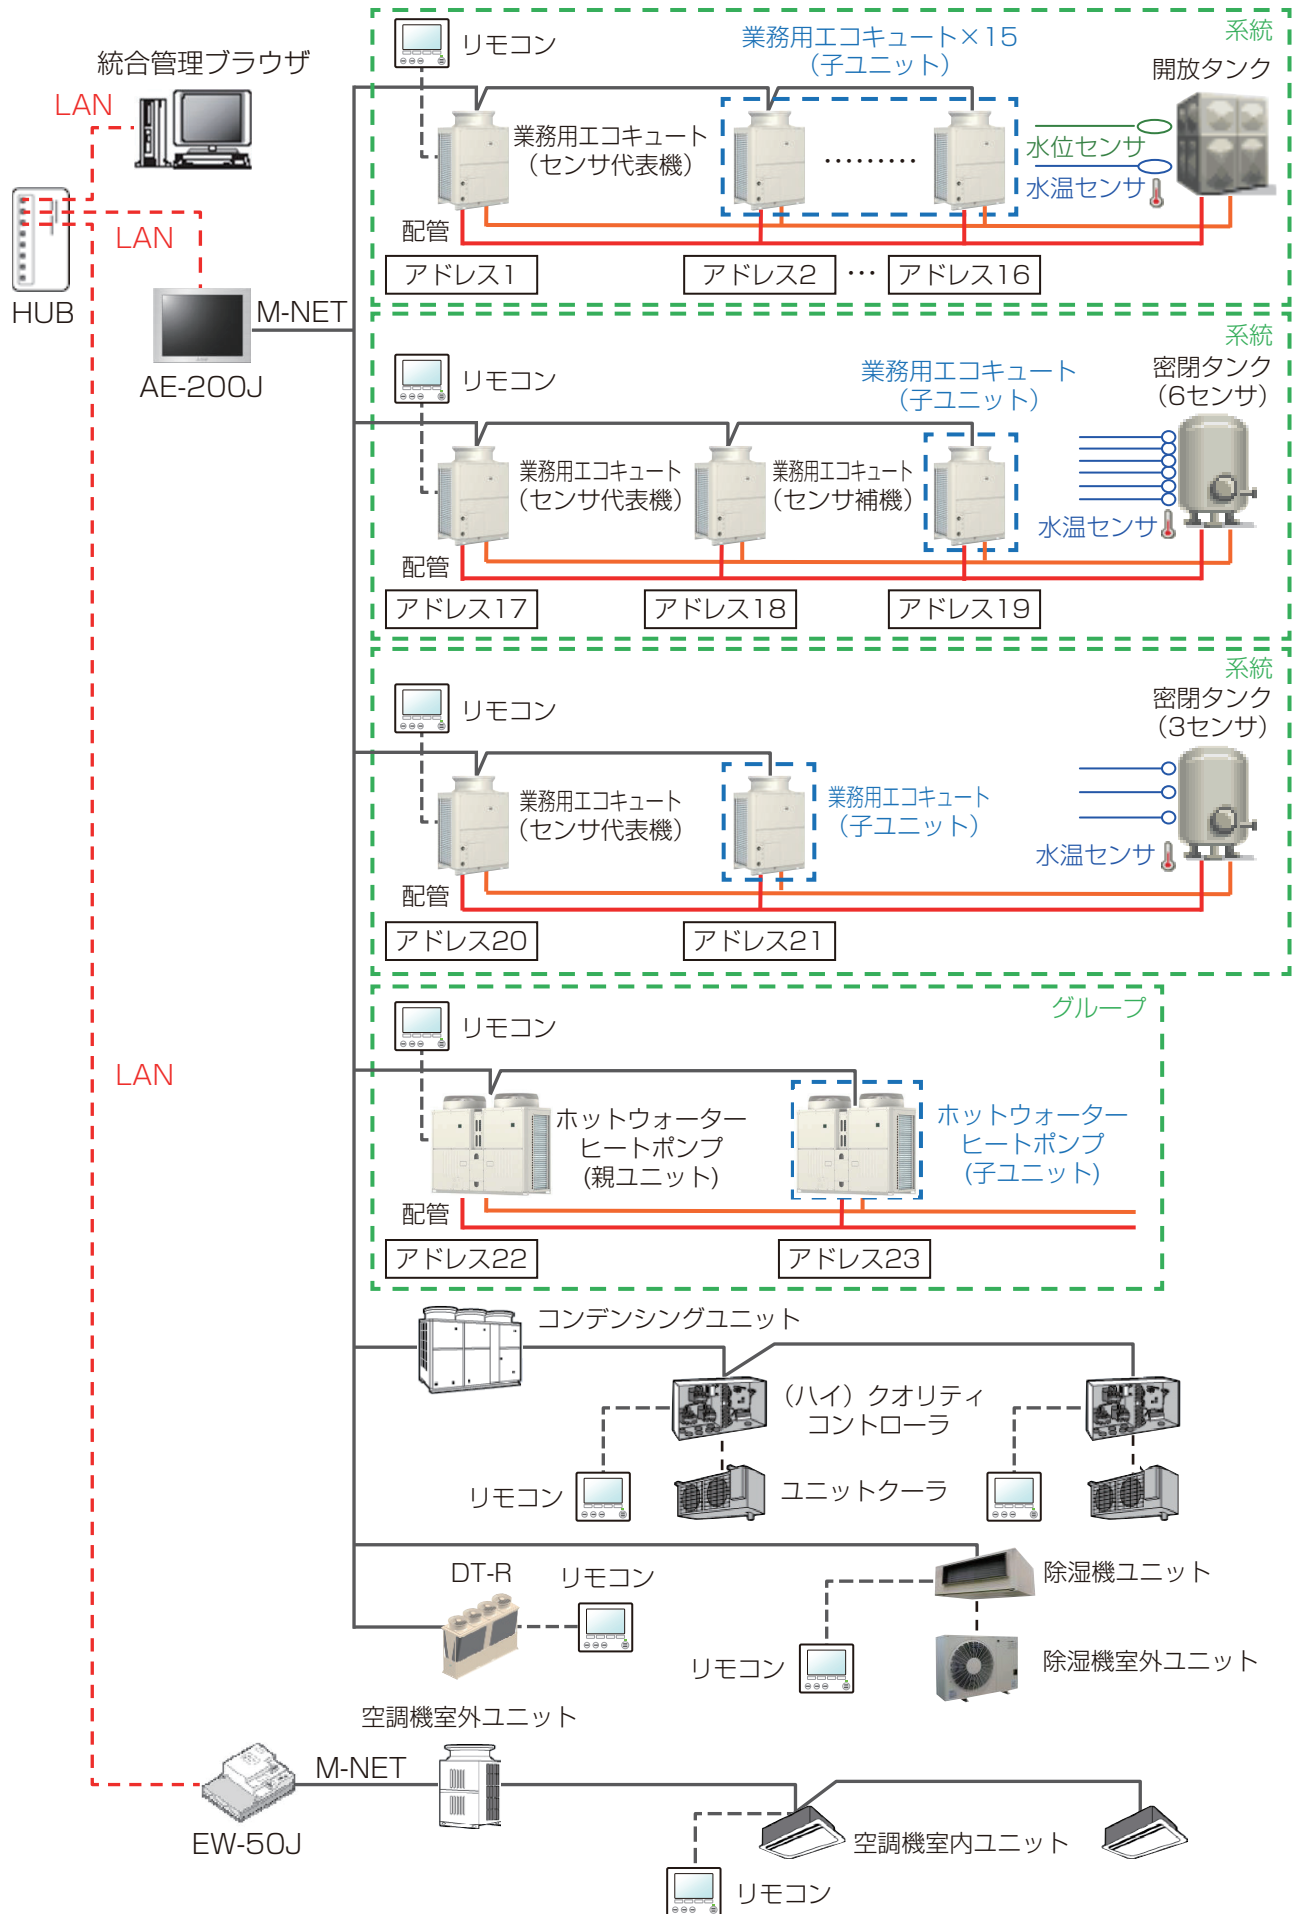 統合管理ブラウザ
LAN
LAN
HUB
AE-200J
M-NET
系統
リモコン
業務用エコキュート×15
（子ユニット）
開放タンク
業務用エコキュート
（センサ代表機）
………
水位センサ
水温センサ
配管
アドレス1
アドレス2
…
アドレス16
系統
リモコン
業務用エコキュート
（子ユニット）
密閉タンク
（6センサ）
業務用エコキュート
（センサ代表機）
業務用エコキュート
（センサ補機）
水温センサ
配管
アドレス17
アドレス18
アドレス19
系統
リモコン
密閉タンク
（3センサ）
業務用エコキュート
（センサ代表機）
業務用エコキュート
（子ユニット）
水温センサ
配管
アドレス20
アドレス21
グループ
リモコン
LAN
ホットウォーター
ヒートポンプ
(親ユニット)
ホットウォーター
ヒートポンプ
(子ユニット)
配管
アドレス22
アドレス23
コンデンシングユニット
（ハイ）クオリティ
コントローラ
リモコン
ユニットクーラ
DT-R
リモコン
除湿機ユニット
リモコン
除湿機室外ユニット
空調機室外ユニット
M-NET
EW-50J
空調機室内ユニット
リモコン